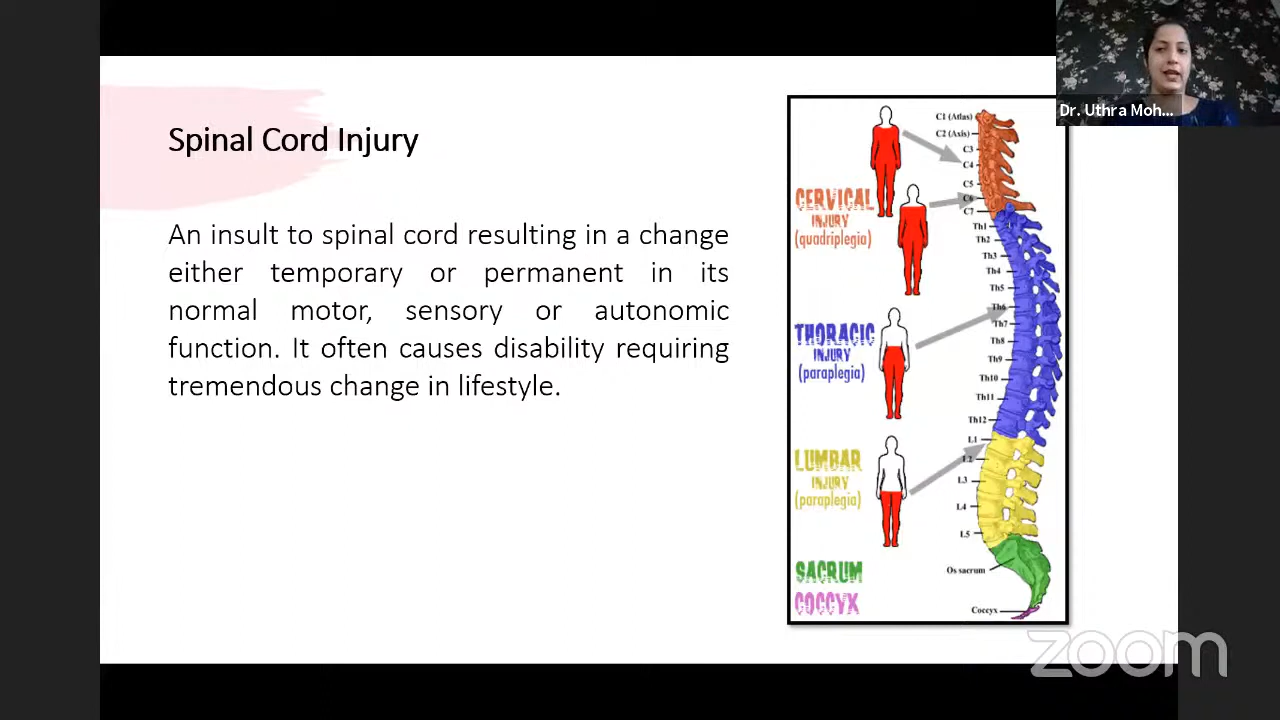 Dr. Uthra Moh...
Spinal Cord Injury
An insult to spinal cord resulting in a change
either temporary or permanent in its
normal motor, sensory or autonomic
function. It often causes disability requiring
tremendous change in lifestyle.
CERVICAL
INJURY
(quadriplegia)
THORACIC
INJURY
(paraplegia)
LUMBAR
INJURY
(paraplegia)
SACRUM
COCCYX
C1 (Atlas)
C2 (Axis)
C3
C4
C5
C6
C7
Th1
Th2
Th3
Th4
Th5
Th6
Th7
Th8
Th9
Th10
Th11
Th12
L1
L2
L3
L4
L5
Os sacrum
Coccyx
zoom